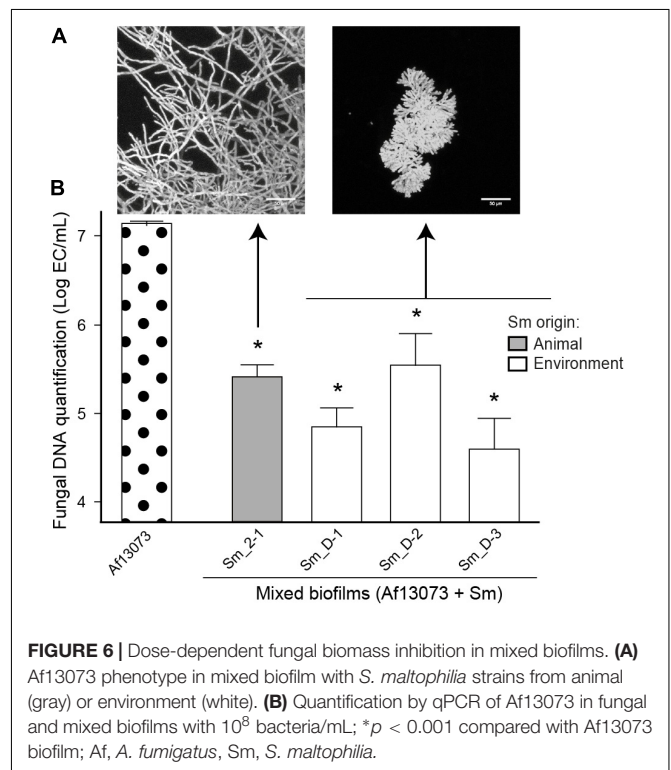 A
50 µm
B
Fungal DNA quantification (Log EC/mL)
7
6
5
4
*
*
*
*
Sm origin:
Animal
Environment
Af13073
Sm_2-1
Sm_D-1
Sm_D-2
Sm_D-3
Mixed biofilms (Af13073 + Sm)
FIGURE 6 | Dose-dependent fungal biomass inhibition in mixed biofilms. (A)
Af13073 phenotype in mixed biofilm with S. maltophilia strains from animal
(gray) or environment (white). (B) Quantification by qPCR of Af13073 in fungal
and mixed biofilms with 10⁸ bacteria/mL; *p < 0.001 compared with Af13073
biofilm; Af, A. fumigatus, Sm, S. maltophilia.